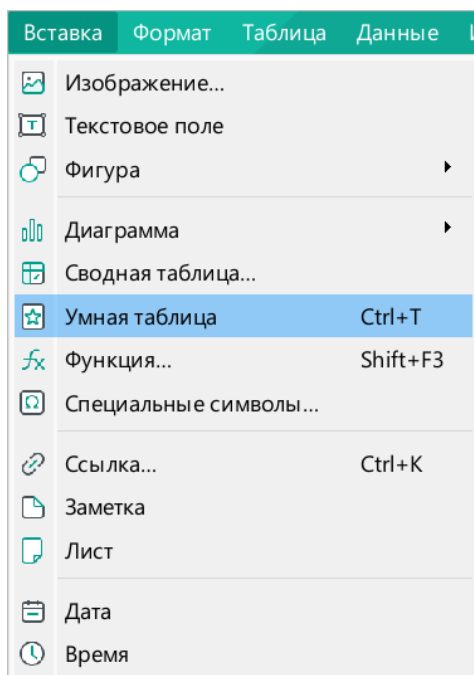 Вставка Формат Таблица Данные
Изображение...
Текстовое поле
Фигура
Диаграмма
Сводная таблица...
Умная таблица Ctrl+T
Функция... Shift+F3
Специальные символы...
Ссылка... Ctrl+K
Заметка
Лист
Дата
Время